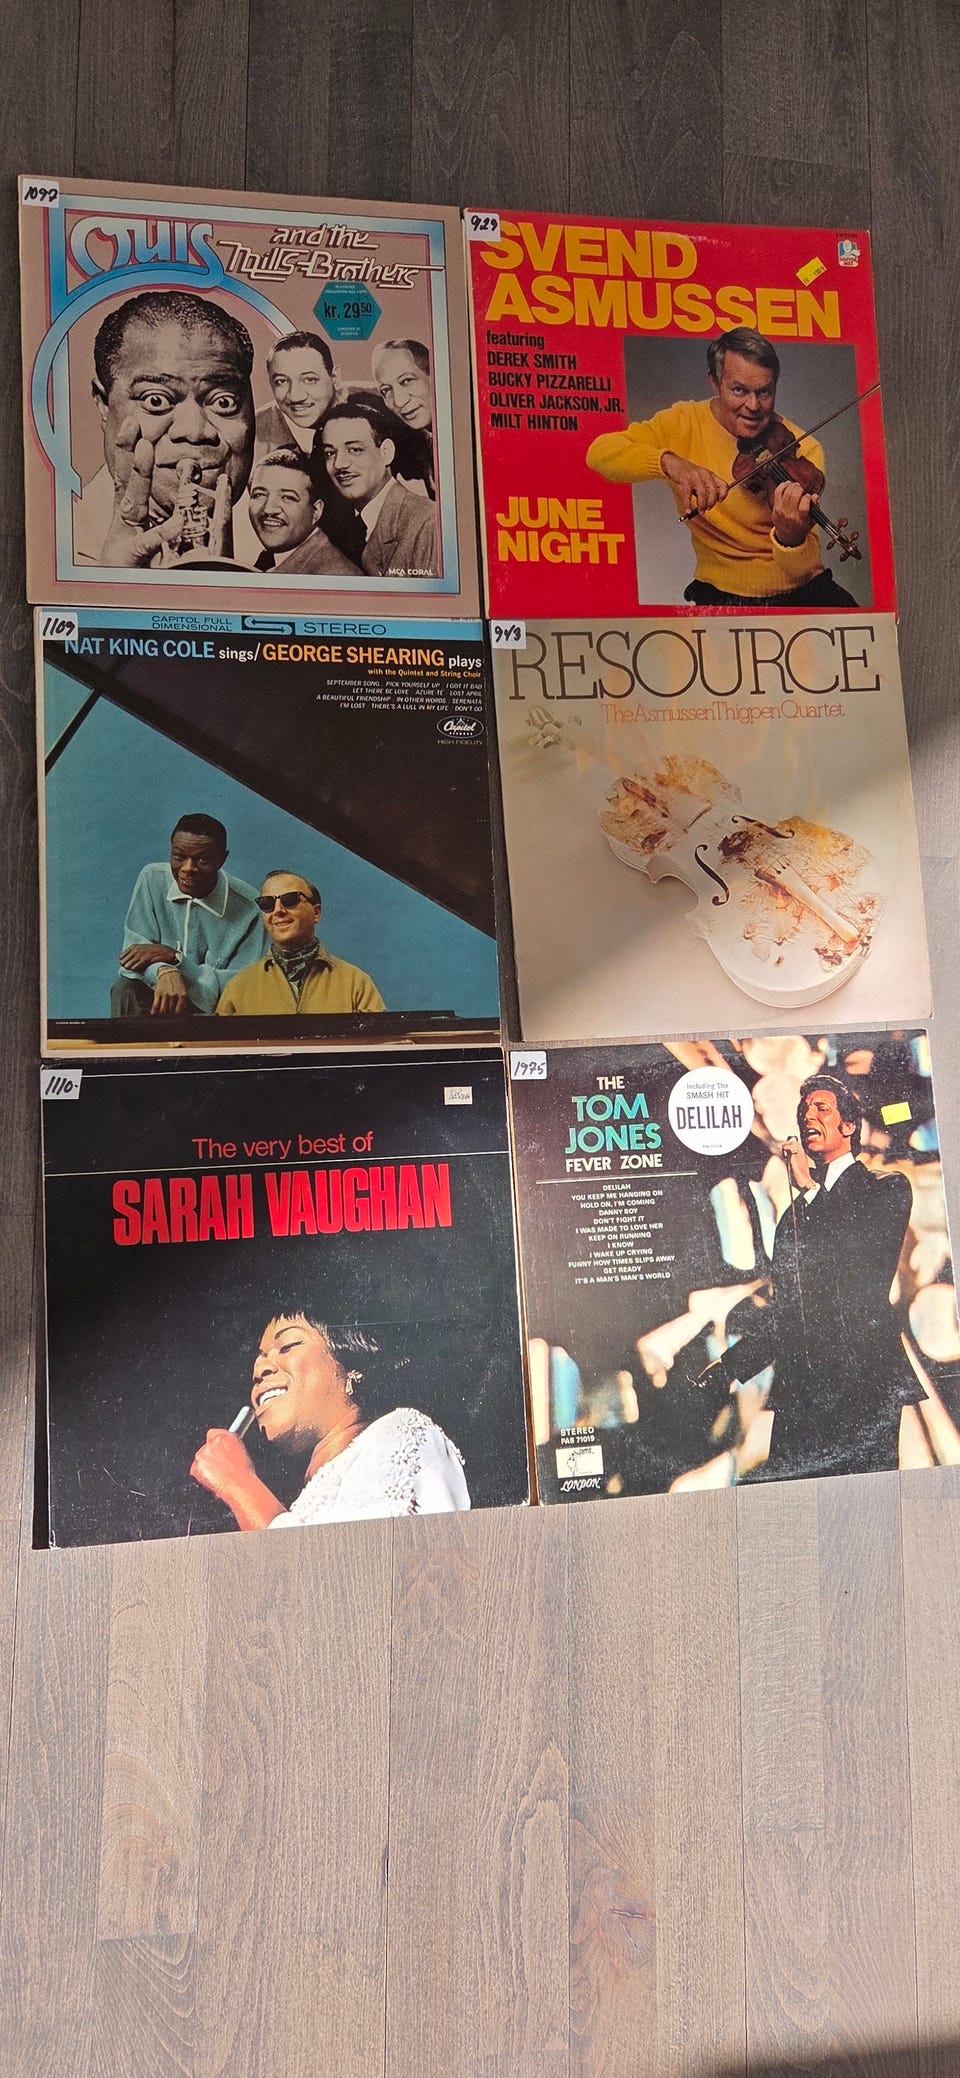 1097
Louis
and the
Mills Brothers
kr. 2950
MCA CORAL
929
SVEND
ASMUSSEN
featuring
DEREK SMITH
BUCKY PIZZARELLI
OLIVER JACKSON, JR.
MILT HINTON
JUNE
NIGHT
1109
CAPITOL FULL
DIMENSIONAL STEREO
NAT KING COLE sings/GEORGE SHEARING plays
with the Quintet and String Choir
SEPTEMBER SONG PICK YOURSELF UP I GOT IT BAD
LET THERE BE LOVE AZURE-TE LOST APRIL
A BEAUTIFUL FRIENDSHIP IN OTHER WORDS SERENATA
I'M LOST THERE'S A LULL IN MY LIFE DON'T GO
Capitol
RECORDS
HIGH FIDELITY
943
RESOURCE
The Asmussen Thigpen Quartet
1110-
The very best of
SARAH VAUGHAN
1975
THE
TOM
JONES
FEVER ZONE
Including The
SMASH HIT
DELILAH
DELILAH
YOU KEEP ME HANGING ON
HOLD ON, I'M COMING
DANNY BOY
DON'T FIGHT IT
I WAS MADE TO LOVE HER
KEEP ON RUNNING
I KNOW
I WAKE UP CRYING
FUNNY HOW TIMES SLIPS AWAY
GET READY
IT'S A MAN'S MAN'S WORLD
STEREO
PAS 71019
LONDON